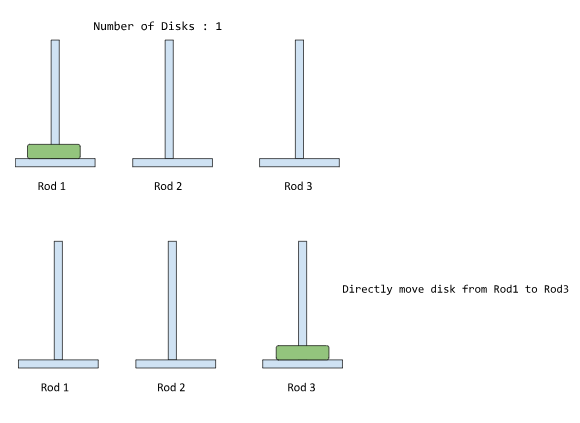 Number of Disks : 1
Rod 1
Rod 2
Rod 3
Directly move disk from Rod1 to Rod3
Rod 1
Rod 2
Rod 3